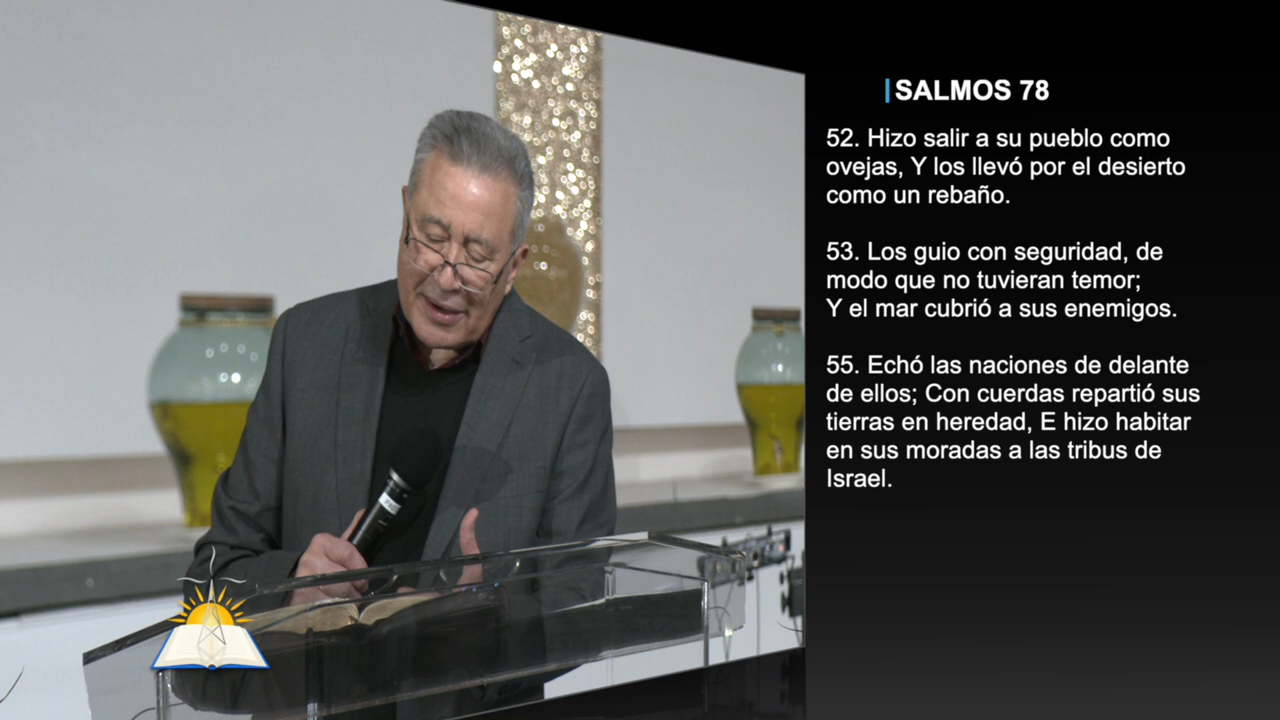 SALMOS 78
52. Hizo salir a su pueblo como
ovejas, Y los llevó por el desierto
como un rebaño.
53. Los guio con seguridad, de
modo que no tuvieran temor;
Y el mar cubrió a sus enemigos.
55. Echó las naciones de delante
de ellos; Con cuerdas repartió sus
tierras en heredad, E hizo habitar
en sus moradas a las tribus de
Israel.